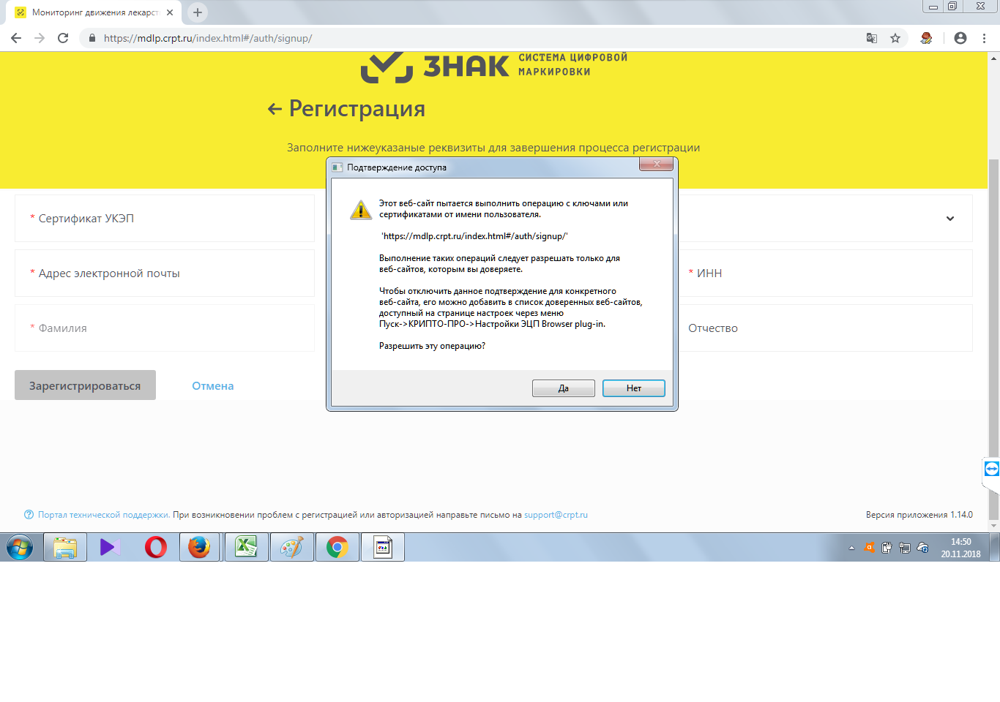 Мониторинг движения лекарст
https://mdlp.crpt.ru/index.html#/auth/signup/
ЗНАК
СИСТЕМА ЦИФРОВОЙ
МАРКИРОВКИ
Регистрация
Заполните нижеуказаные реквизиты для завершения процесса регистрации
Подтверждение доступа
Этот веб-сайт пытается выполнить операцию с ключами или
сертификатами от имени пользователя.
'https://mdlp.crpt.ru/index.html#/auth/signup/'
Выполнение таких операций следует разрешать только для
веб-сайтов, которым вы доверяете.
Чтобы отключить данное подтверждение для конкретного
веб-сайта, его можно добавить в список доверенных веб-сайтов,
доступный на странице настроек через меню
Пуск->КРИПТО-ПРО->Настройки ЭЦП Browser plug-in.
Разрешить эту операцию?
Да
Нет
* Сертификат УКЭП
* Адрес электронной почты
* ИНН
* Фамилия
Отчество
Зарегистрироваться
Отмена
Портал технической поддержки. При возникновении проблем с регистрацией или авторизацией направьте письмо на support@crpt.ru
Версия приложения 1.14.0
14:50
20.11.2018